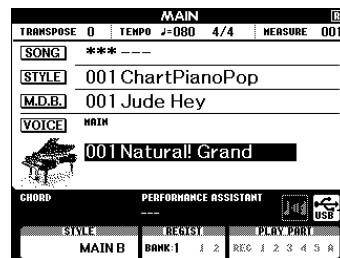 MAIN
TRANSPOSE 0 TEMPO ♩=080 4/4 MEASURE 001
SONG *** ---
STYLE 001 ChartPianoPop
M.D.B. 001 Jude Hey
VOICE MAIN
001 Natural! Grand
CHORD PERFORMANCE ASSISTANT
---
USB
STYLE REGIST PLAY PART
MAIN B BANK:1 1 2 REC 1 2 3 4 5 A